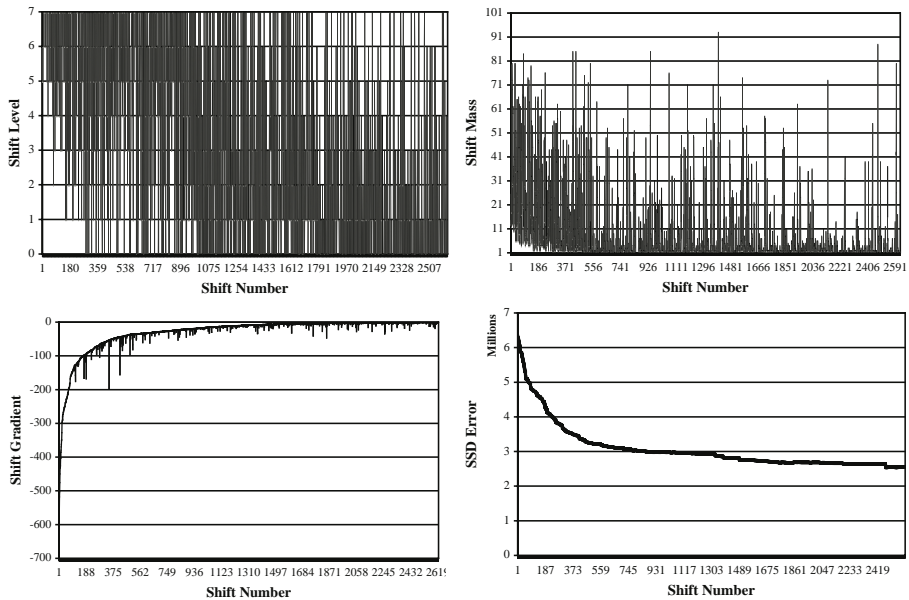 7
6
5
4
3
2
1
0
Shift Level
1 180 359 538 717 896 1075 1254 1433 1612 1791 1970 2149 2328 2507
Shift Number
101
91
81
71
61
51
41
31
21
11
1
Shift Mass
1 186 371 556 741 926 1111 1296 1481 1666 1851 2036 2221 2406 2591
Shift Number
0
-100
-200
-300
-400
-500
-600
-700
Shift Gradient
1 188 375 562 749 936 1123 1310 1497 1684 1871 2058 2245 2432 2619
Shift Number
7
6
5
4
3
2
1
0
Millions
SSD Error
1 187 373 559 745 931 1117 1303 1489 1675 1861 2047 2233 2419
Shift Number